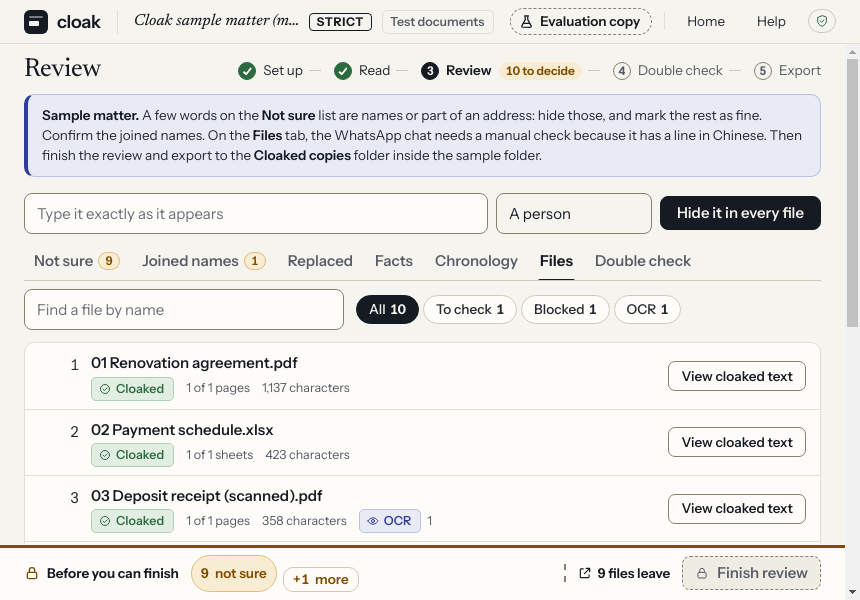 cloak
Cloak sample matter (m...
STRICT
Test documents
Evaluation copy
Home
Help
Review
Set up
Read
3 Review 10 to decide
4 Double check
5 Export
Sample matter. A few words on the Not sure list are names or part of an address: hide those, and mark the rest as fine.
Confirm the joined names. On the Files tab, the WhatsApp chat needs a manual check because it has a line in Chinese. Then
finish the review and export to the Cloaked copies folder inside the sample folder.
Type it exactly as it appears
A person
Hide it in every file
Not sure 9
Joined names 1
Replaced
Facts
Chronology
Files
Double check
Find a file by name
All 10
To check 1
Blocked 1
OCR 1
1 01 Renovation agreement.pdf
Cloaked 1 of 1 pages 1,137 characters
View cloaked text
2 02 Payment schedule.xlsx
Cloaked 1 of 1 sheets 423 characters
View cloaked text
3 03 Deposit receipt (scanned).pdf
Cloaked 1 of 1 pages 358 characters OCR 1
View cloaked text
Before you can finish
9 not sure
+1 more
9 files leave
Finish review